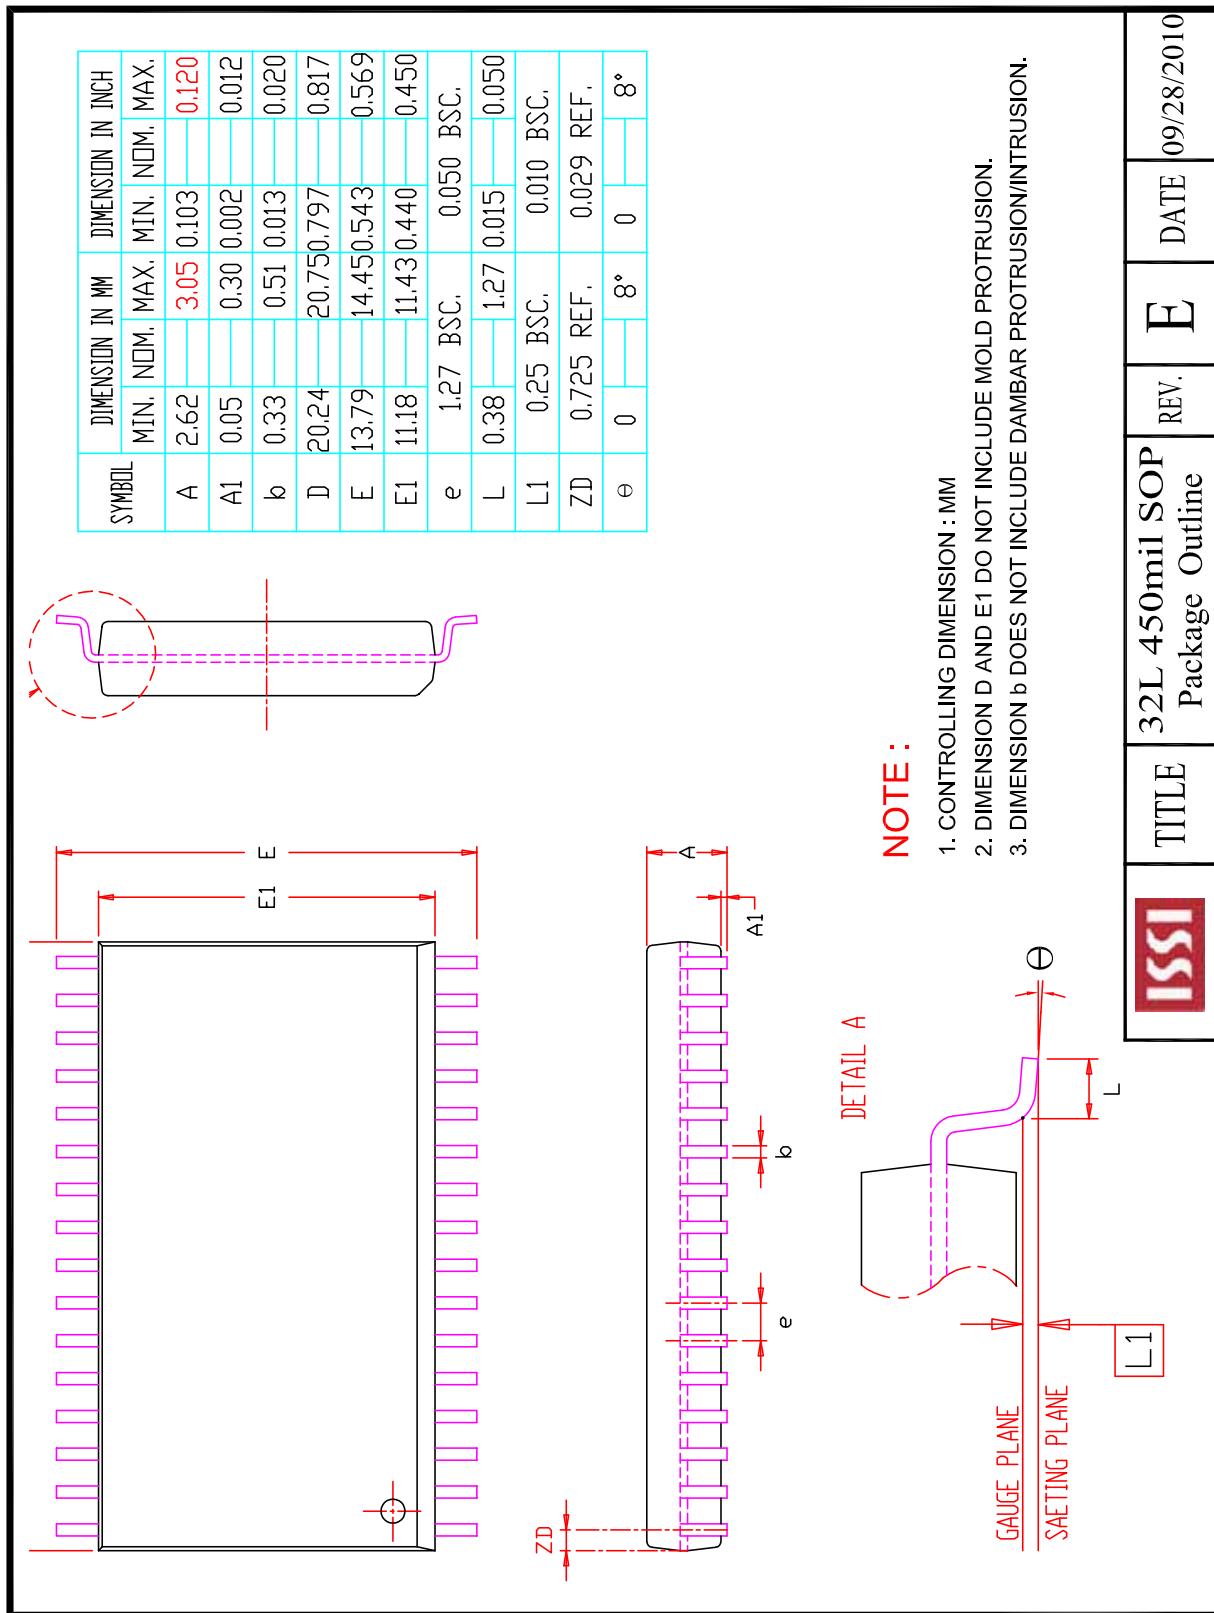 SYMBOL DIMENSION IN MM DIMENSION IN INCH
MIN. NOM. MAX. MIN. NOM. MAX.
A 2.62 3.05 0.103 0.120
A1 0.05 0.30 0.002 0.012
b 0.33 0.51 0.013 0.020
D 20.24 20.75 0.797 0.817
E 13.79 14.45 0.543 0.569
E1 11.18 11.43 0.440 0.450
e 1.27 BSC. 0.050 BSC.
L 0.38 1.27 0.015 0.050
L1 0.25 BSC. 0.010 BSC.
ZD 0.725 REF. 0.029 REF.
Θ 0 8° 0 8°
E
E1
ZD
e
b
A
A1
DETAIL A
GAUGE PLANE
SAETING PLANE
L1
L
Θ
NOTE :
1. CONTROLLING DIMENSION : MM
2. DIMENSION D AND E1 DO NOT INCLUDE MOLD PROTRUSION.
3. DIMENSION b DOES NOT INCLUDE DAMBAR PROTRUSION/INTRUSION.
ISSI
TITLE
32L 450mil SOP
Package Outline
REV.
E
DATE
09/28/2010